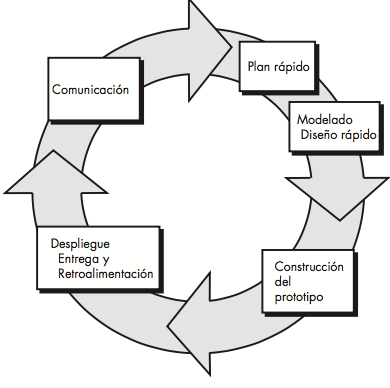 Comunicación
Plan rápido
Modelado
Diseño rápido
Construcción
del
prototipo
Despliegue
Entrega y
Retroalimentación